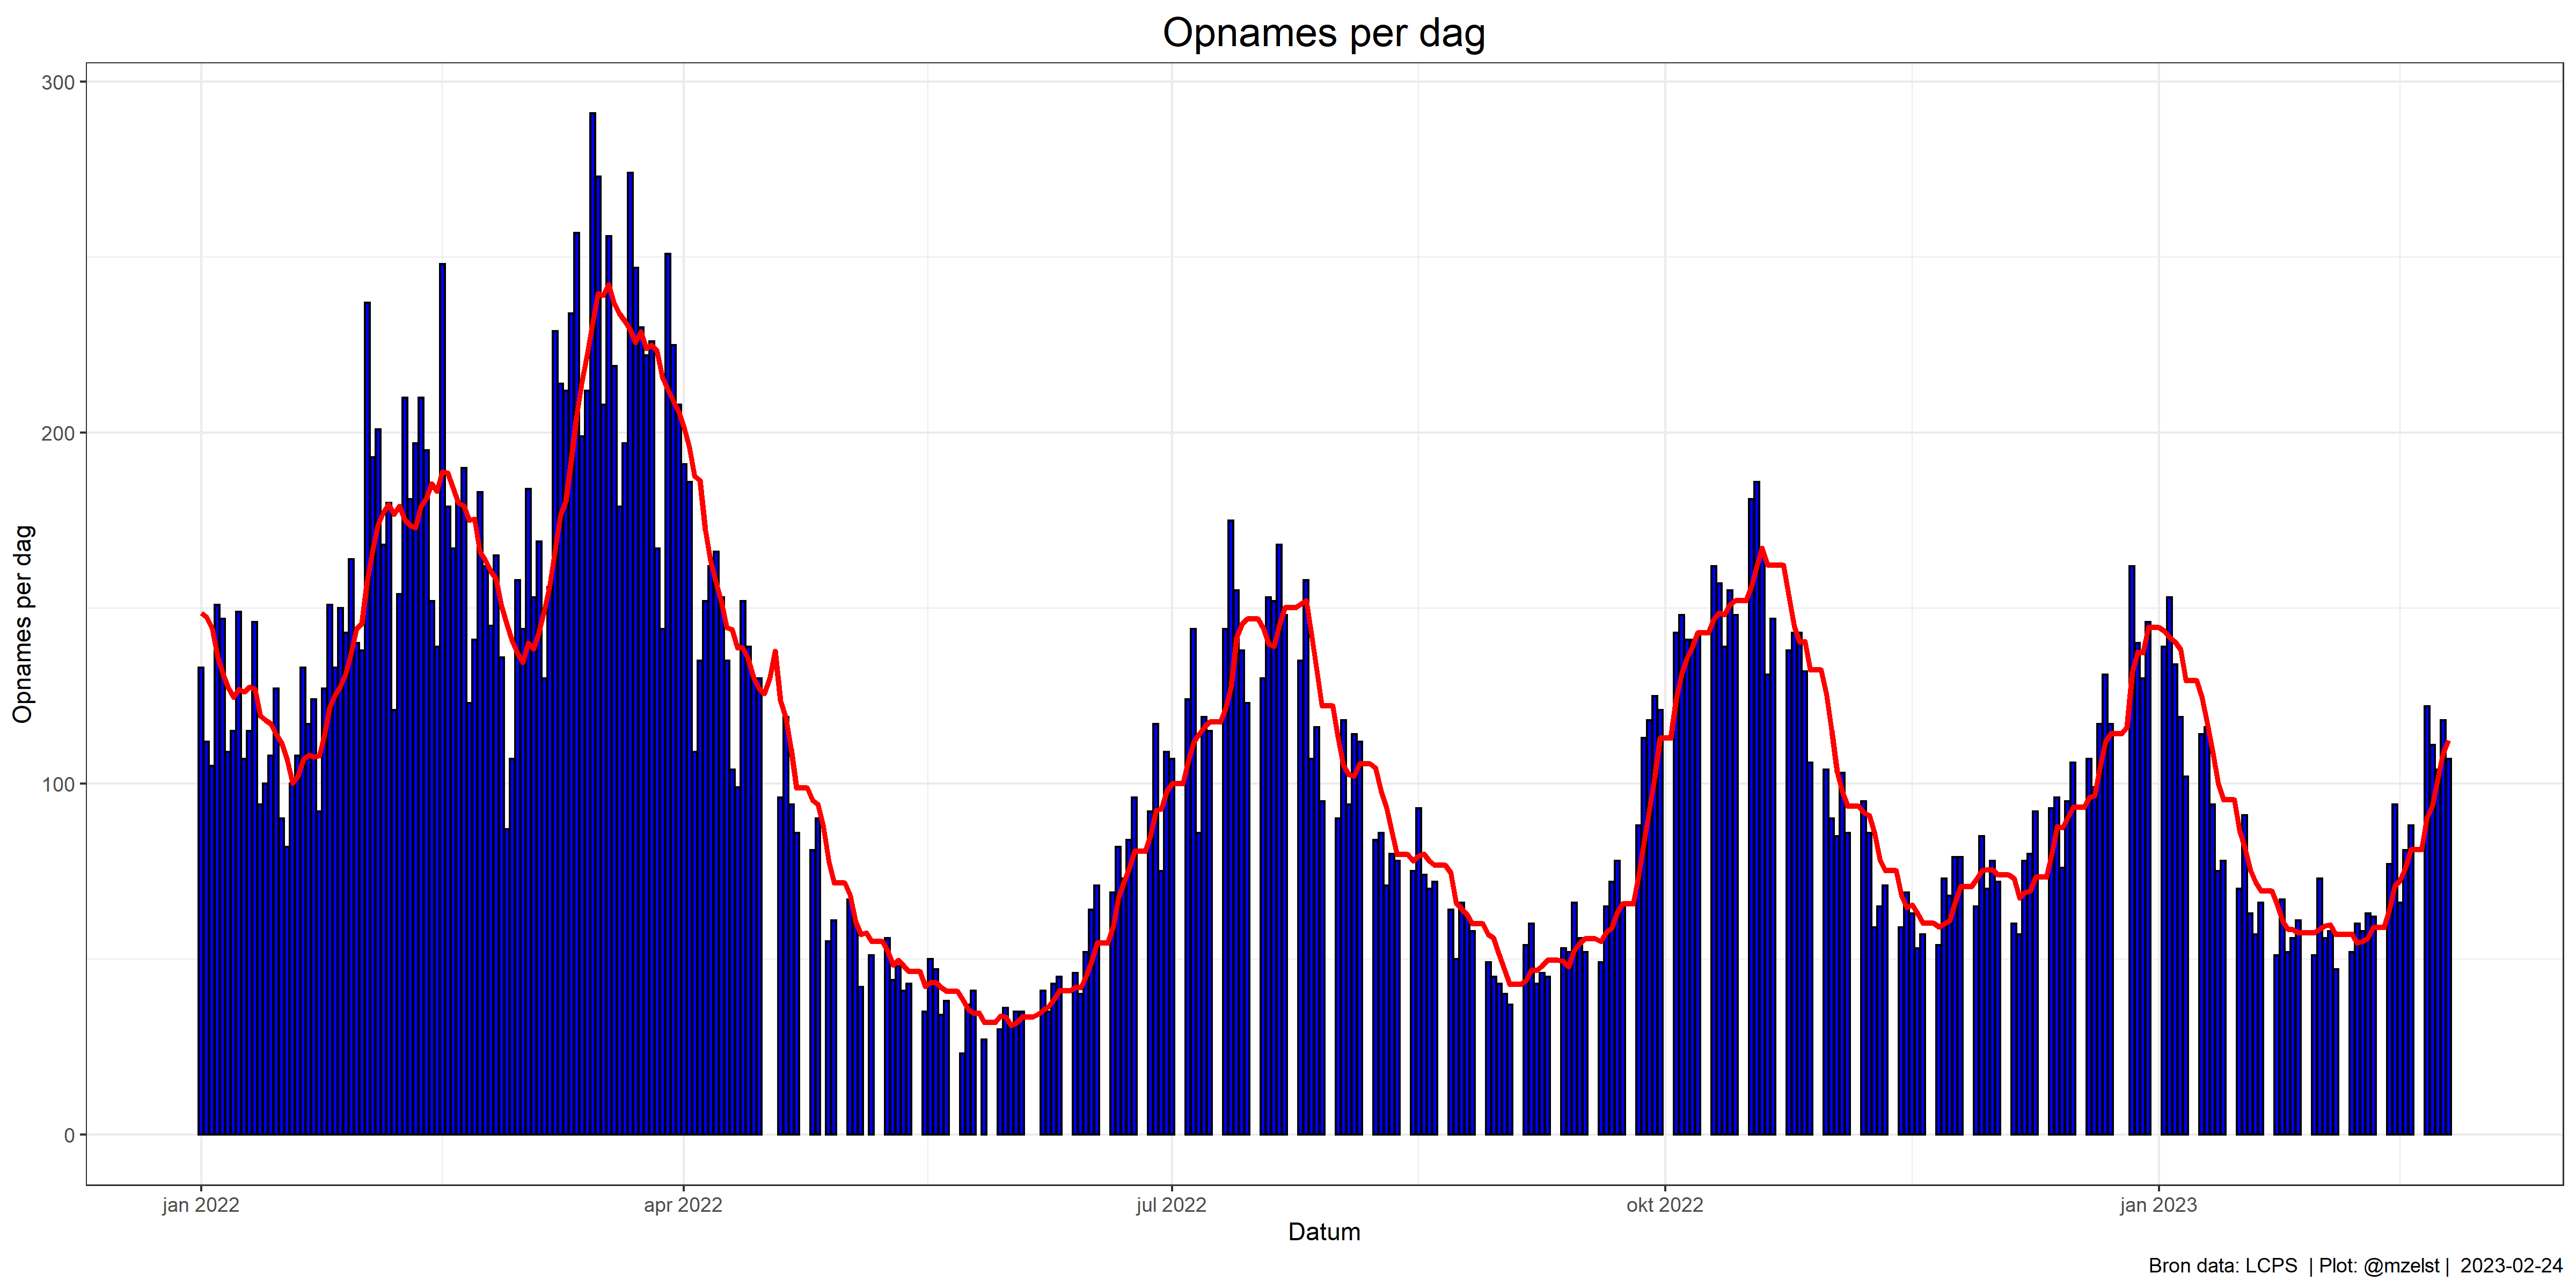 Opnames per dag
300
200
100
0
Opnames per dag
jan 2022
apr 2022
jul 2022
okt 2022
jan 2023
Datum
Bron data: LCPS | Plot: @mzelst | 2023-02-24